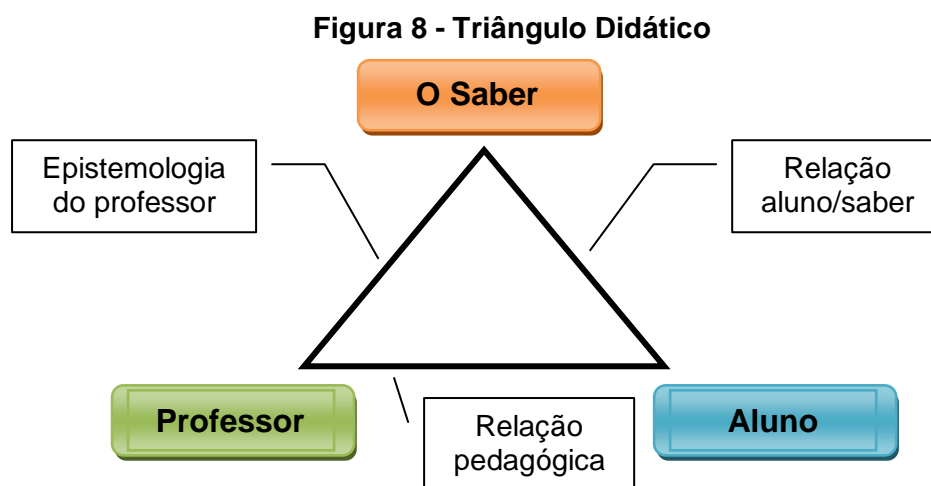 Figura 8 - Triângulo Didático
O Saber
Epistemologia
do professor
Relação
aluno/saber
Professor
Relação
pedagógica
Aluno